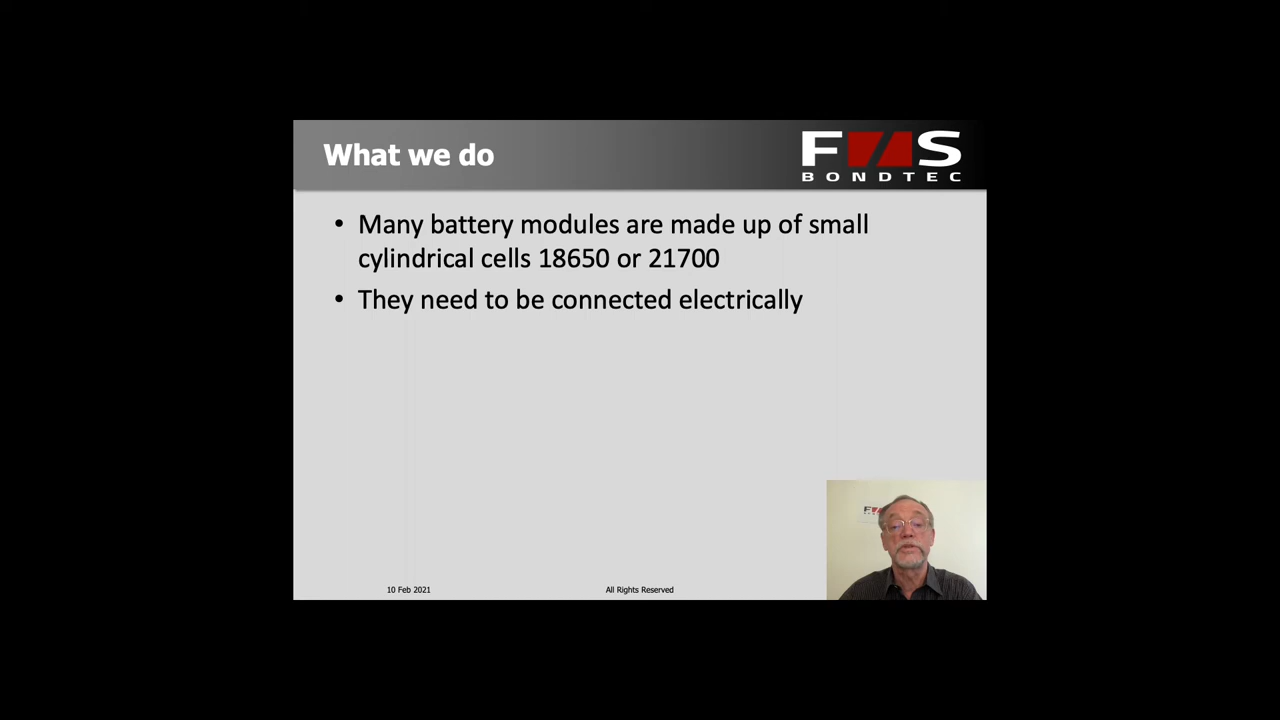 What we do
F S
BONDTEC
• Many battery modules are made up of small
cylindrical cells 18650 or 21700
• They need to be connected electrically
10 Feb 2021
All Rights Reserved